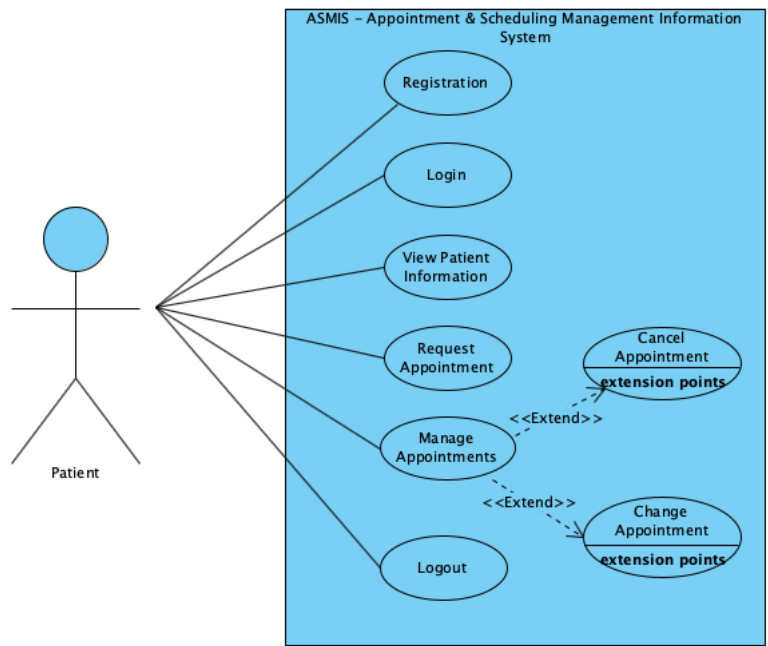 ASMIS – Appointment & Scheduling Management Information
System
Registration
Login
View Patient
Information
Request
Appointment
Cancel
Appointment
extension points
<<Extend>>
Manage
Appointments
<<Extend>>
Change
Appointment
extension points
Logout
Patient